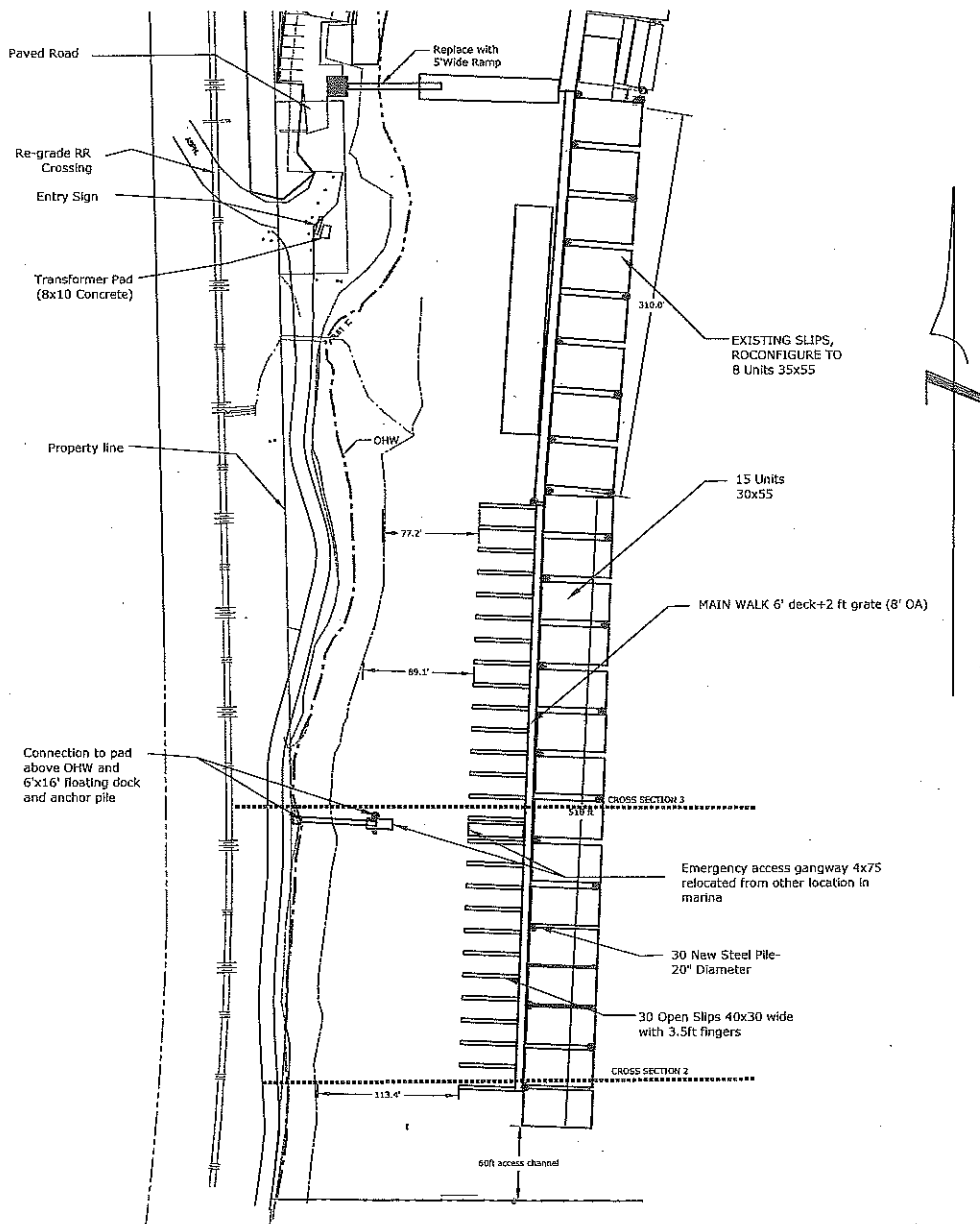 Paved Road
Replace with
5'Wide Ramp
Re-grade RR
Crossing
Entry Sign
Transformer Pad
(8x10 Concrete)
310.0'
EXISTING SLIPS,
ROCONFIGURE TO
8 Units 35x55
OHW
Property line
15 Units
30x55
77.2'
MAIN WALK 6' deck+2 ft grate (8' OA)
89.1'
Connection to pad
above OHW and
6'x16' floating dock
and anchor pile
CROSS SECTION 3
510 ft
Emergency access gangway 4x75
relocated from other location in
marina
30 New Steel Pile-
20" Diameter
30 Open Slips 40x30 wide
with 3.5ft fingers
CROSS SECTION 2
113.4'
60ft access channel